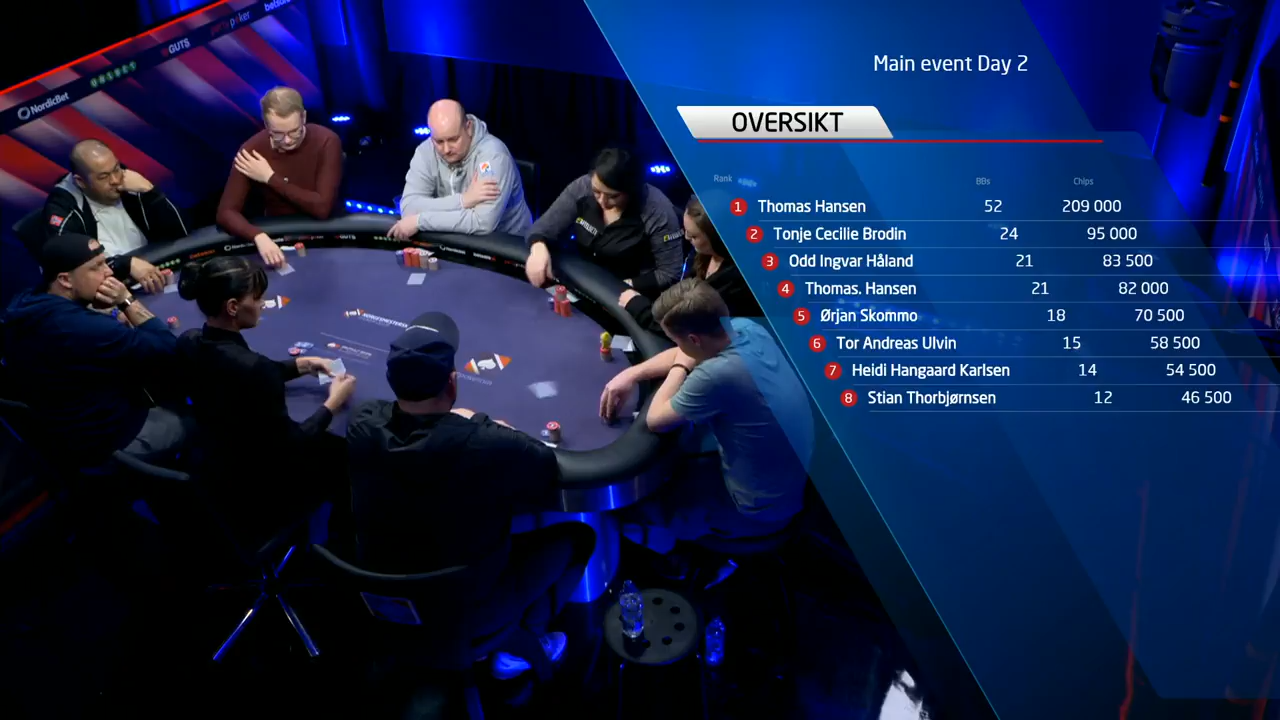 Main event Day 2
OVERSIKT
Rank BBs Chips
1 Thomas Hansen 52 209 000
2 Tonje Cecilie Brodin 24 95 000
3 Odd Ingvar Håland 21 83 500
4 Thomas. Hansen 21 82 000
5 Ørjan Skommo 18 70 500
6 Tor Andreas Ulvin 15 58 500
7 Heidi Hangaard Karlsen 14 54 500
8 Stian Thorbjørnsen 12 46 500
NordicBet
UNIBET
GUTS
partypoker